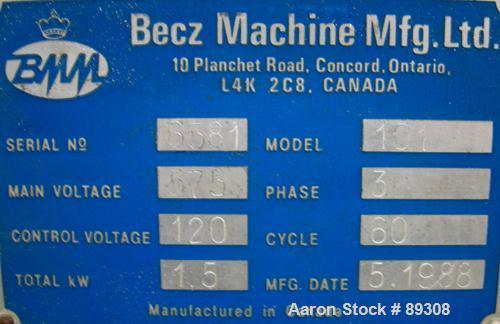 BMM
Becz Machine Mfg. Ltd.
10 Planchet Road, Concord, Ontario,
L4K 2C8, CANADA
SERIAL Nº 6581 MODEL 101
MAIN VOLTAGE 575 PHASE 3
CONTROL VOLTAGE 120 CYCLE 60
TOTAL kW 1,5 MFG. DATE 5.1988
Manufactured in Canada
Aaron Stock # 89308